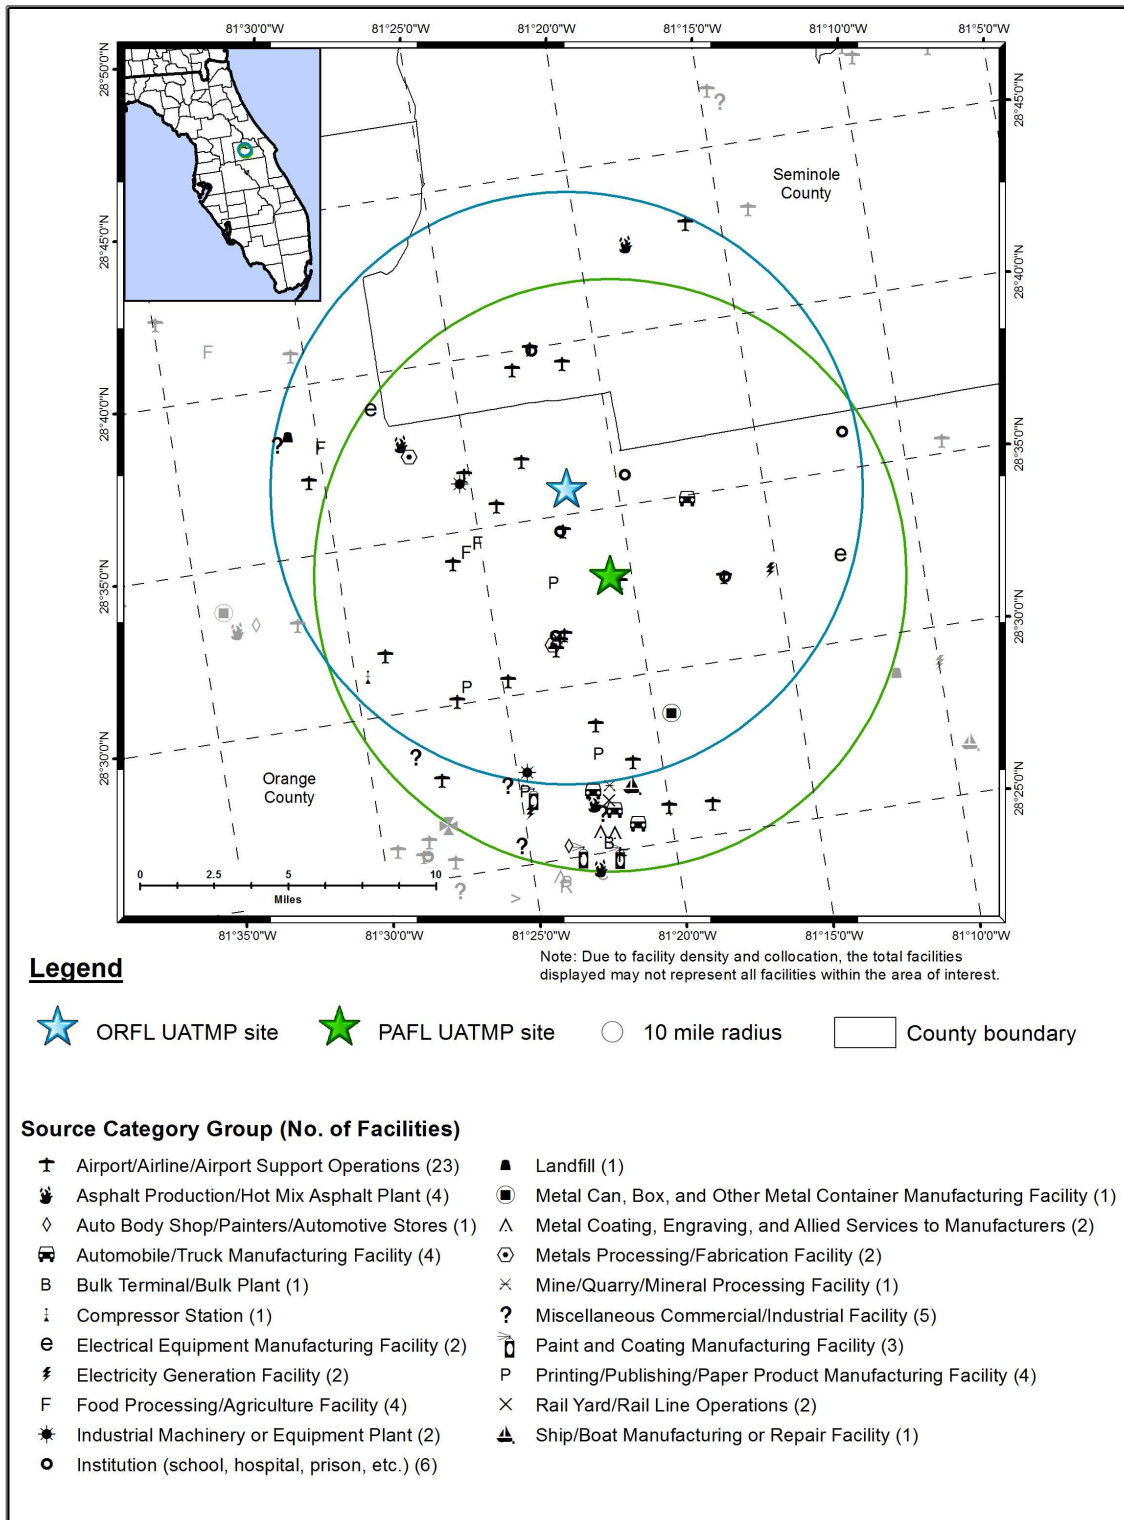 81°30'0"W
81°25'0"W
81°20'0"W
81°15'0"W
81°10'0"W
81°5'0"W
28°50'0"N
28°45'0"N
28°40'0"N
28°35'0"N
28°30'0"N
28°45'0"N
28°40'0"N
28°35'0"N
28°30'0"N
28°25'0"N
Seminole
County
Orange
County
0 2.5 5 10
Miles
81°35'0"W
81°30'0"W
81°25'0"W
81°20'0"W
81°15'0"W
81°10'0"W
Note: Due to facility density and collocation, the total facilities
displayed may not represent all facilities within the area of interest.
Legend
ORFL UATMP site
PAFL UATMP site
10 mile radius
County boundary
Source Category Group (No. of Facilities)
Airport/Airline/Airport Support Operations (23)
Asphalt Production/Hot Mix Asphalt Plant (4)
Auto Body Shop/Painters/Automotive Stores (1)
Automobile/Truck Manufacturing Facility (4)
B Bulk Terminal/Bulk Plant (1)
Compressor Station (1)
e Electrical Equipment Manufacturing Facility (2)
Electricity Generation Facility (2)
F Food Processing/Agriculture Facility (4)
Industrial Machinery or Equipment Plant (2)
Institution (school, hospital, prison, etc.) (6)
Landfill (1)
Metal Can, Box, and Other Metal Container Manufacturing Facility (1)
Metal Coating, Engraving, and Allied Services to Manufacturers (2)
Metals Processing/Fabrication Facility (2)
Mine/Quarry/Mineral Processing Facility (1)
? Miscellaneous Commercial/Industrial Facility (5)
Paint and Coating Manufacturing Facility (3)
P Printing/Publishing/Paper Product Manufacturing Facility (4)
Rail Yard/Rail Line Operations (2)
Ship/Boat Manufacturing or Repair Facility (1)